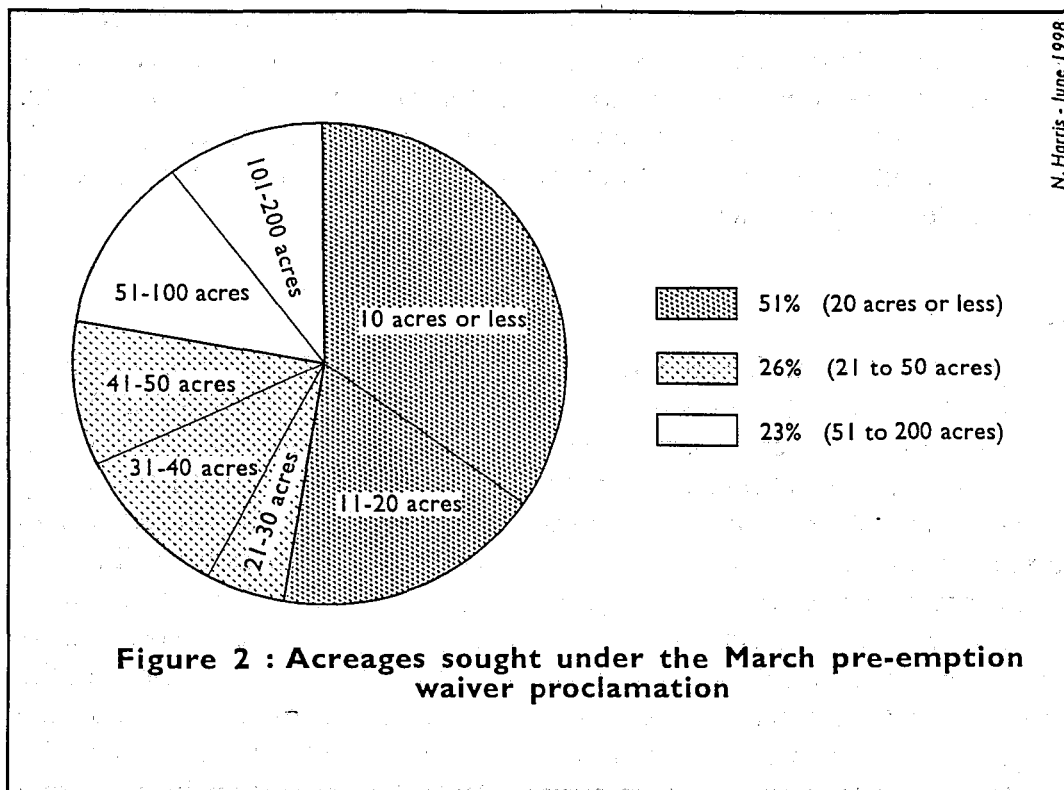 N. Harris - June 1998
101-200 acres
51-100 acres
10 acres or less
41-50 acres
31-40 acres
21-30 acres
11-20 acres
51% (20 acres or less)
26% (21 to 50 acres)
23% (51 to 200 acres)
Figure 2 : Acreages sought under the March pre-emption
waiver proclamation